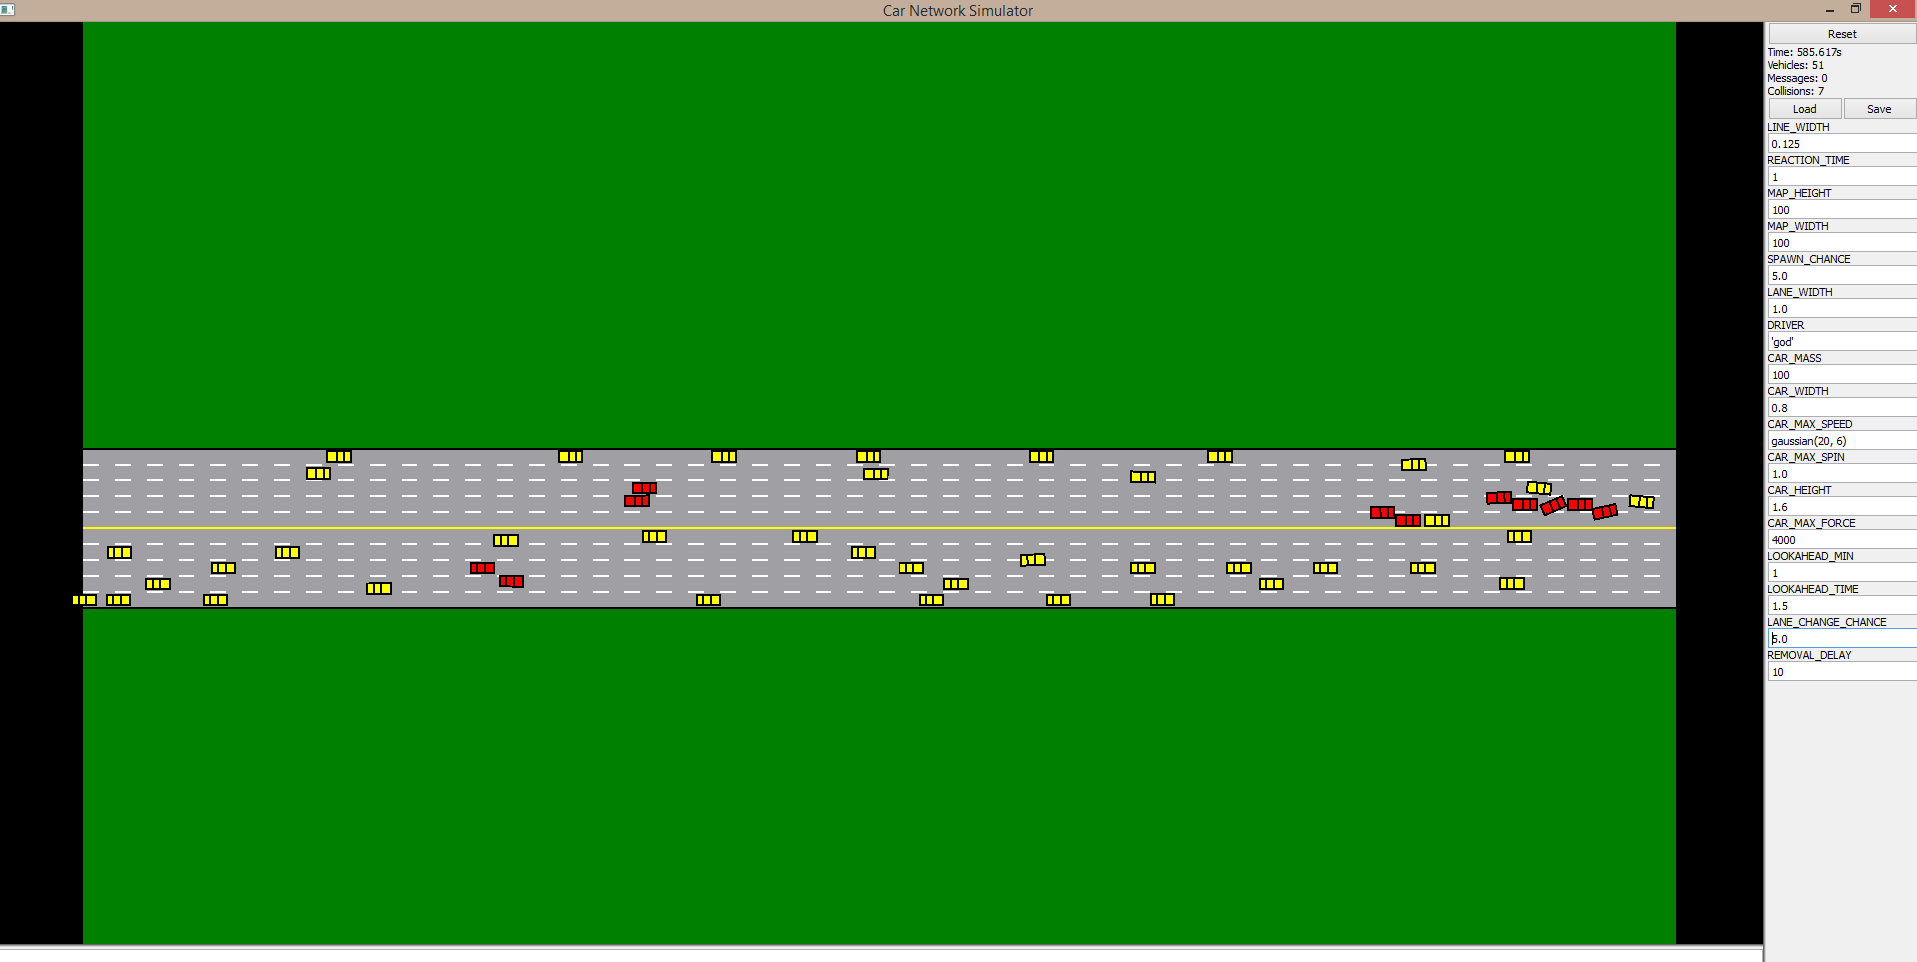 Car Network Simulator
Reset
Time: 585.617s
Vehicles: 51
Messages: 0
Collisions: 7
Load Save
LINE_WIDTH
0.125
REACTION_TIME
1
MAP_HEIGHT
100
MAP_WIDTH
100
SPAWN_CHANCE
5.0
LANE_WIDTH
1.0
DRIVER
'god'
CAR_MASS
100
CAR_WIDTH
0.8
CAR_MAX_SPEED
gaussian(20, 6)
CAR_MAX_SPIN
1.0
CAR_HEIGHT
1.6
CAR_MAX_FORCE
4000
LOOKAHEAD_MIN
1
LOOKAHEAD_TIME
1.5
LANE_CHANGE_CHANCE
5.0
REMOVAL_DELAY
10